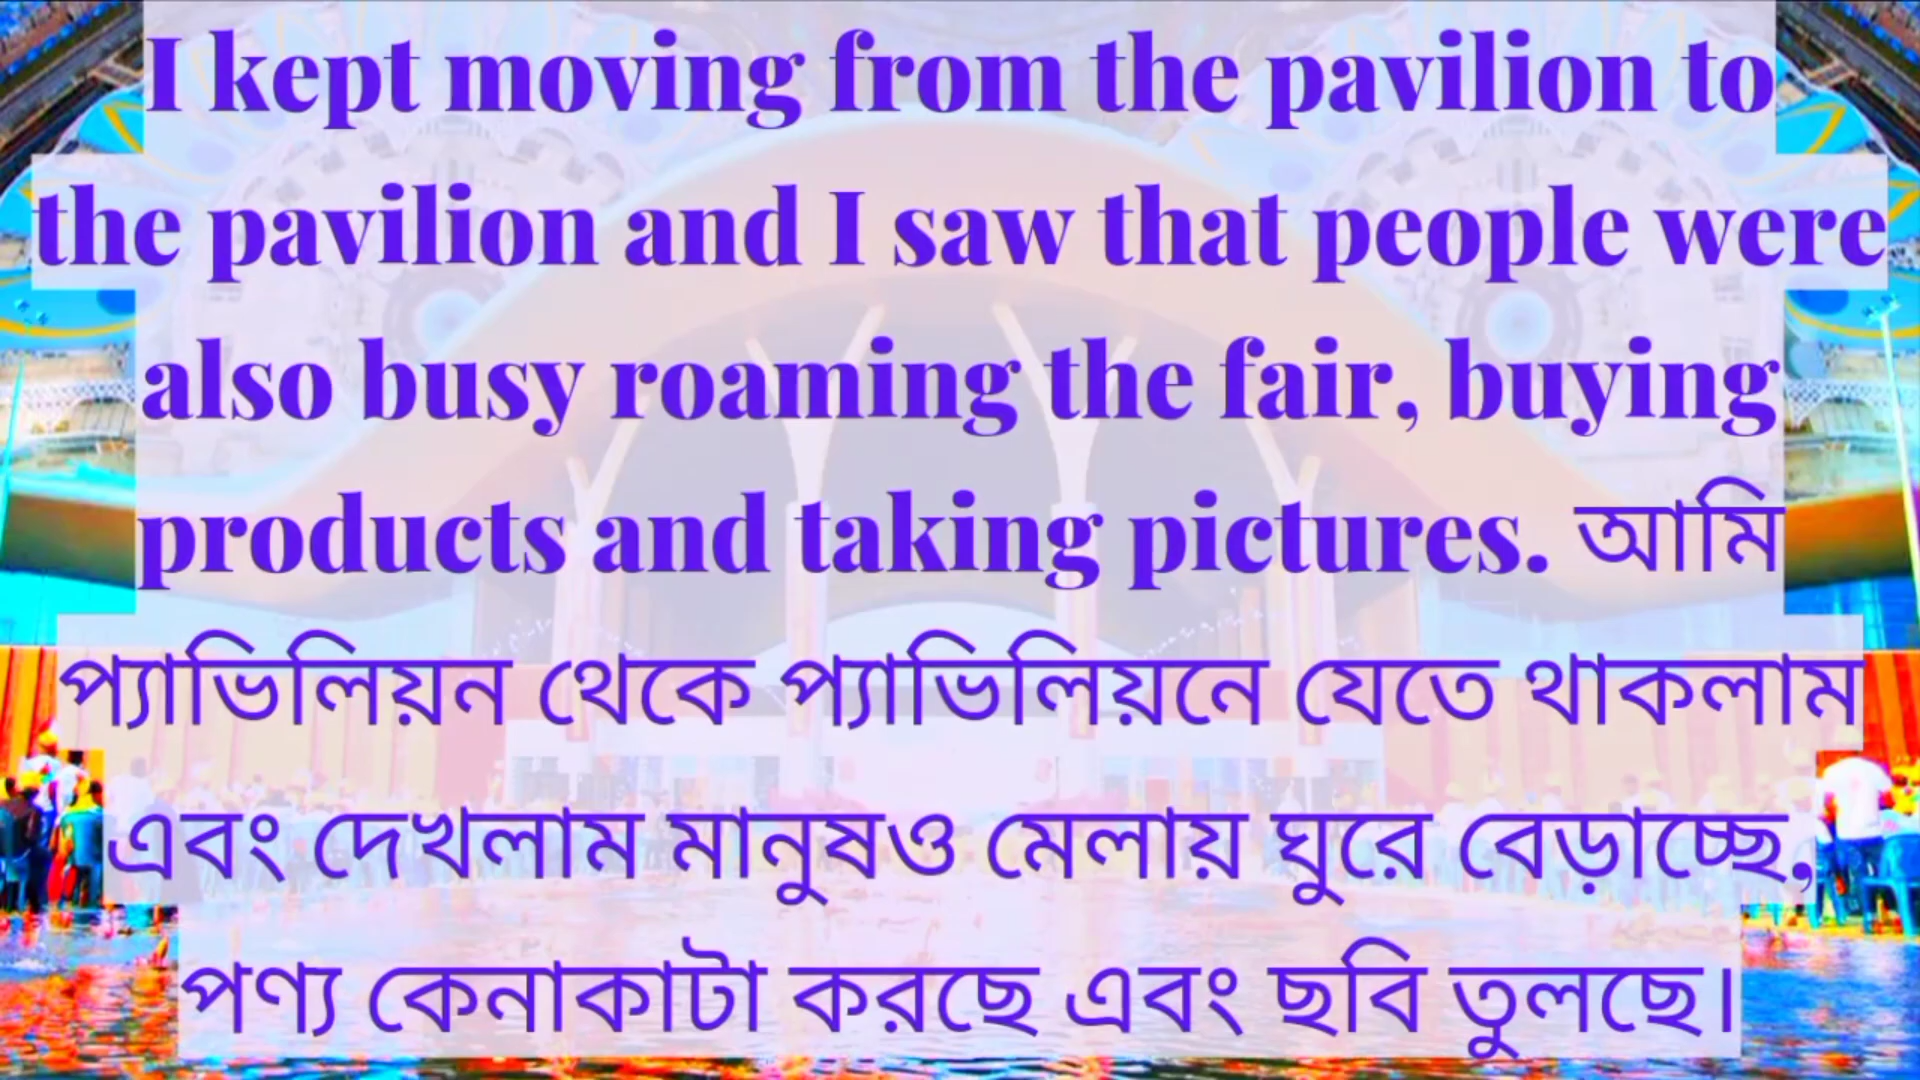 I kept moving from the pavilion to
the pavilion and I saw that people were
also busy roaming the fair, buying
products and taking pictures. আমি
প্যাভিলিয়ন থেকে প্যাভিলিয়নে যেতে থাকলাম
এবং দেখলাম মানুষও মেলায় ঘুরে বেড়াচ্ছে,
পণ্য কেনাকাটা করছে এবং ছবি তুলছে।